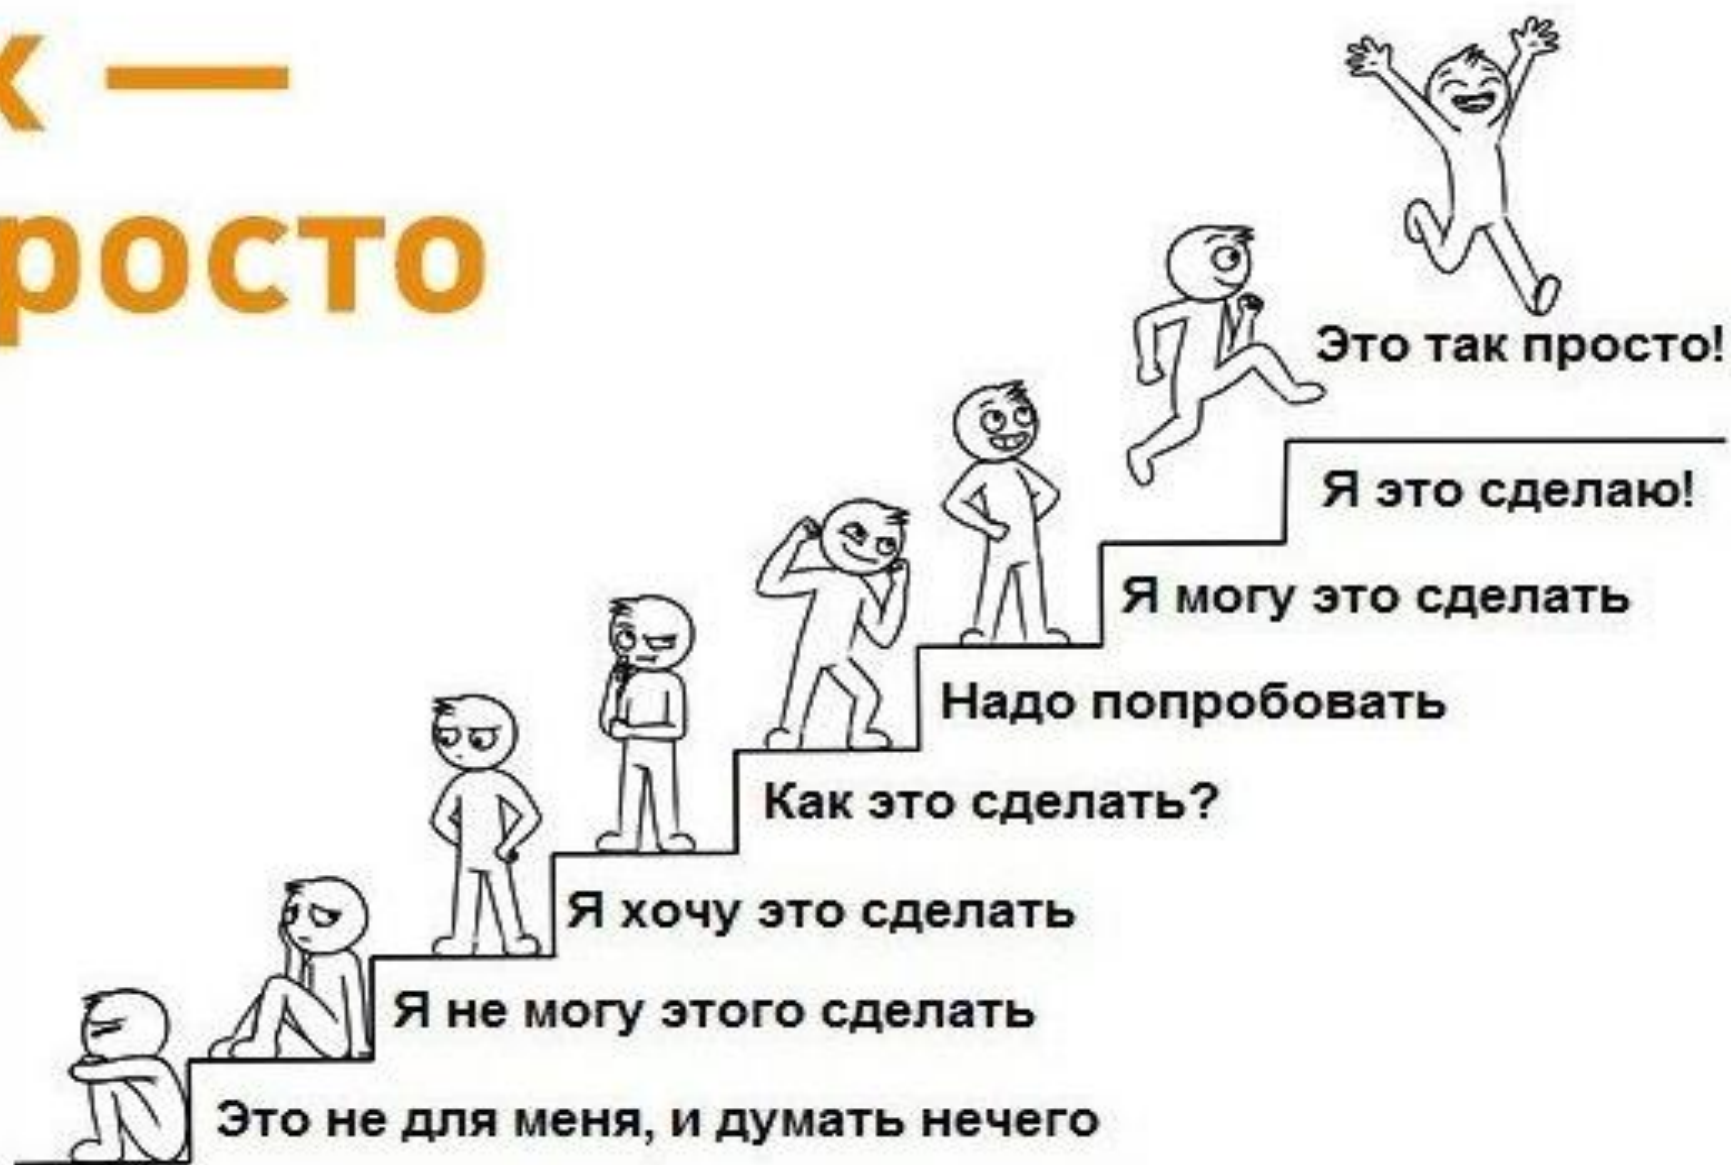 к —
росто
Это так просто!
Я это сделаю!
Я могу это сделать
Надо попробовать
Как это сделать?
Я хочу это сделать
Я не могу этого сделать
Это не для меня, и думать нечего